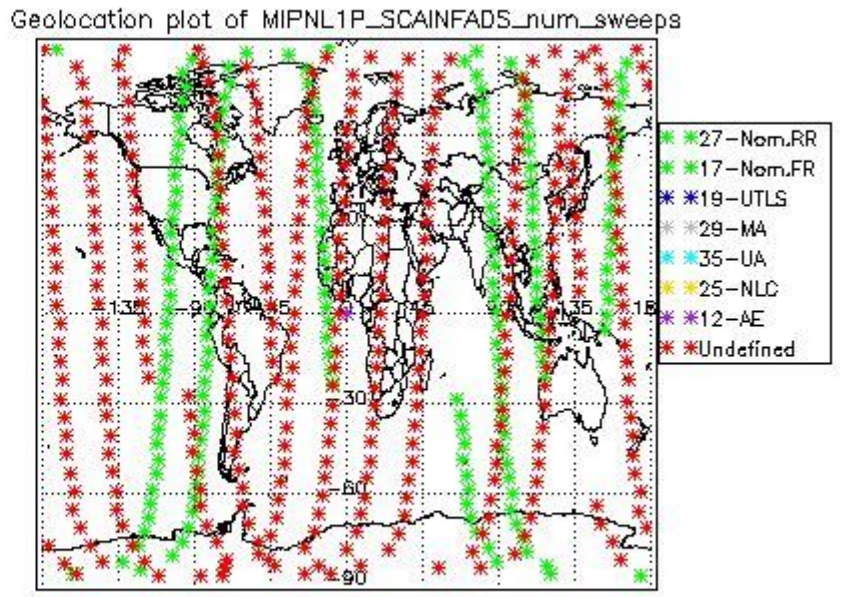 Geolocation plot of MIPNL1P_SCAINFADS_num_sweeps
27-Nom.RR
17-Nom.FR
19-UTLS
29-MA
35-UA
25-NLC
12-AE
Undefined
-135 -90 45 135
-30
-60
-90